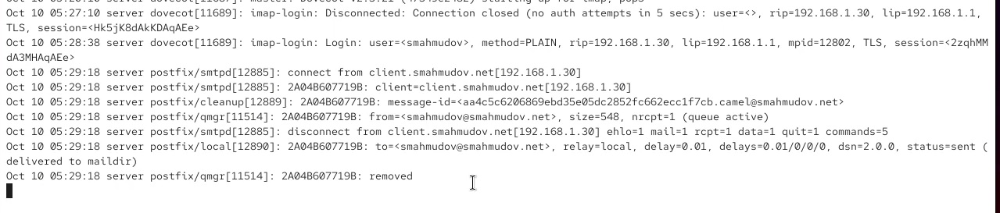 Oct 10 05:27:10 server dovecot[11689]: imap-login: Disconnected: Connection closed (no auth attempts in 5 secs): user=<>, rip=192.168.1.30, lip=192.168.1.1,
TLS, session=<Hk5jK8dAkKDAqAEe>
Oct 10 05:28:38 server dovecot[11689]: imap-login: Login: user=<smahmudov>, method=PLAIN, rip=192.168.1.30, lip=192.168.1.1, mpid=12802, TLS, session=<2zqhMM
dA3MHAqAEe>
Oct 10 05:29:18 server postfix/smtpd[12885]: connect from client.smahmudov.net[192.168.1.30]
Oct 10 05:29:18 server postfix/smtpd[12885]: 2A04B607719B: client=client.smahmudov.net[192.168.1.30]
Oct 10 05:29:18 server postfix/cleanup[12889]: 2A04B607719B: message-id=<aa4c5c6206869ebd35e05dc2852fc662ecc1f7cb.camel@smahmudov.net>
Oct 10 05:29:18 server postfix/qmgr[11514]: 2A04B607719B: from=<smahmudov@smahmudov.net>, size=548, nrcpt=1 (queue active)
Oct 10 05:29:18 server postfix/smtpd[12885]: disconnect from client.smahmudov.net[192.168.1.30] ehlo=1 mail=1 rcpt=1 data=1 quit=1 commands=5
Oct 10 05:29:18 server postfix/local[12890]: 2A04B607719B: to=<smahmudov@smahmudov.net>, relay=local, delay=0.01, delays=0.01/0/0/0, dsn=2.0.0, status=sent (
delivered to maildir)
Oct 10 05:29:18 server postfix/qmgr[11514]: 2A04B607719B: removed